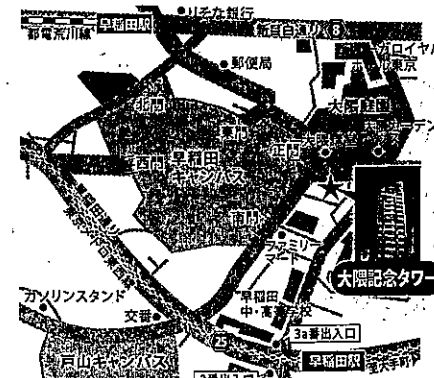 りそな銀行
早稲田駅
都電荒川線
新目白通り
8
郵便局
リーガロイヤル
ホテル東京
大隈庭園
北門
東門
正門
西門
早稲田
キャンパス
南門
早稲田通り
東京メトロ東西線
ファミリー
マート
大隈記念タワー
ガソリンスタンド
交番
早稲田
中・高等学校
25
3a番出入口
戸山キャンパス
早稲田駅
至大手町